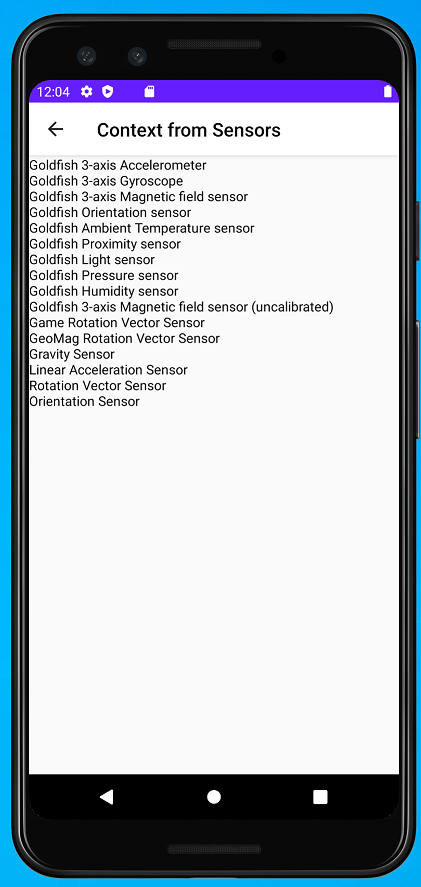 12:04
Context from Sensors
Goldfish 3-axis Accelerometer
Goldfish 3-axis Gyroscope
Goldfish 3-axis Magnetic field sensor
Goldfish Orientation sensor
Goldfish Ambient Temperature sensor
Goldfish Proximity sensor
Goldfish Light sensor
Goldfish Pressure sensor
Goldfish Humidity sensor
Goldfish 3-axis Magnetic field sensor (uncalibrated)
Game Rotation Vector Sensor
GeoMag Rotation Vector Sensor
Gravity Sensor
Linear Acceleration Sensor
Rotation Vector Sensor
Orientation Sensor